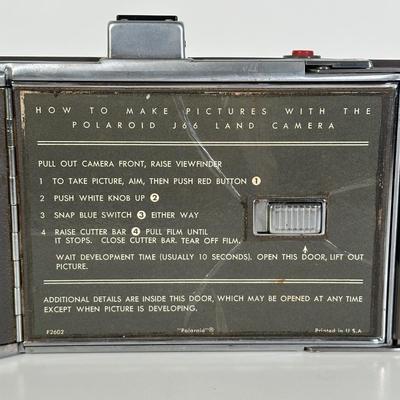 HOW TO MAKE PICTURES WITH THE
POLAROID J66 LAND CAMERA
PULL OUT CAMERA FRONT, RAISE VIEWFINDER
1 TO TAKE PICTURE, AIM, THEN PUSH RED BUTTON 1
2 PUSH WHITE KNOB UP 2
3 SNAP BLUE SWITCH 3 EITHER WAY
4 RAISE CUTTER BAR 4 PULL FILM UNTIL
IT STOPS. CLOSE CUTTER BAR. TEAR OFF FILM.
WAIT DEVELOPMENT TIME (USUALLY 10 SECONDS). OPEN THIS DOOR, LIFT OUT
PICTURE.
ADDITIONAL DETAILS ARE INSIDE THIS DOOR, WHICH MAY BE OPENED AT ANY TIME
EXCEPT WHEN PICTURE IS DEVELOPING.
F2602 "Polaroid"® Printed in U.S.A